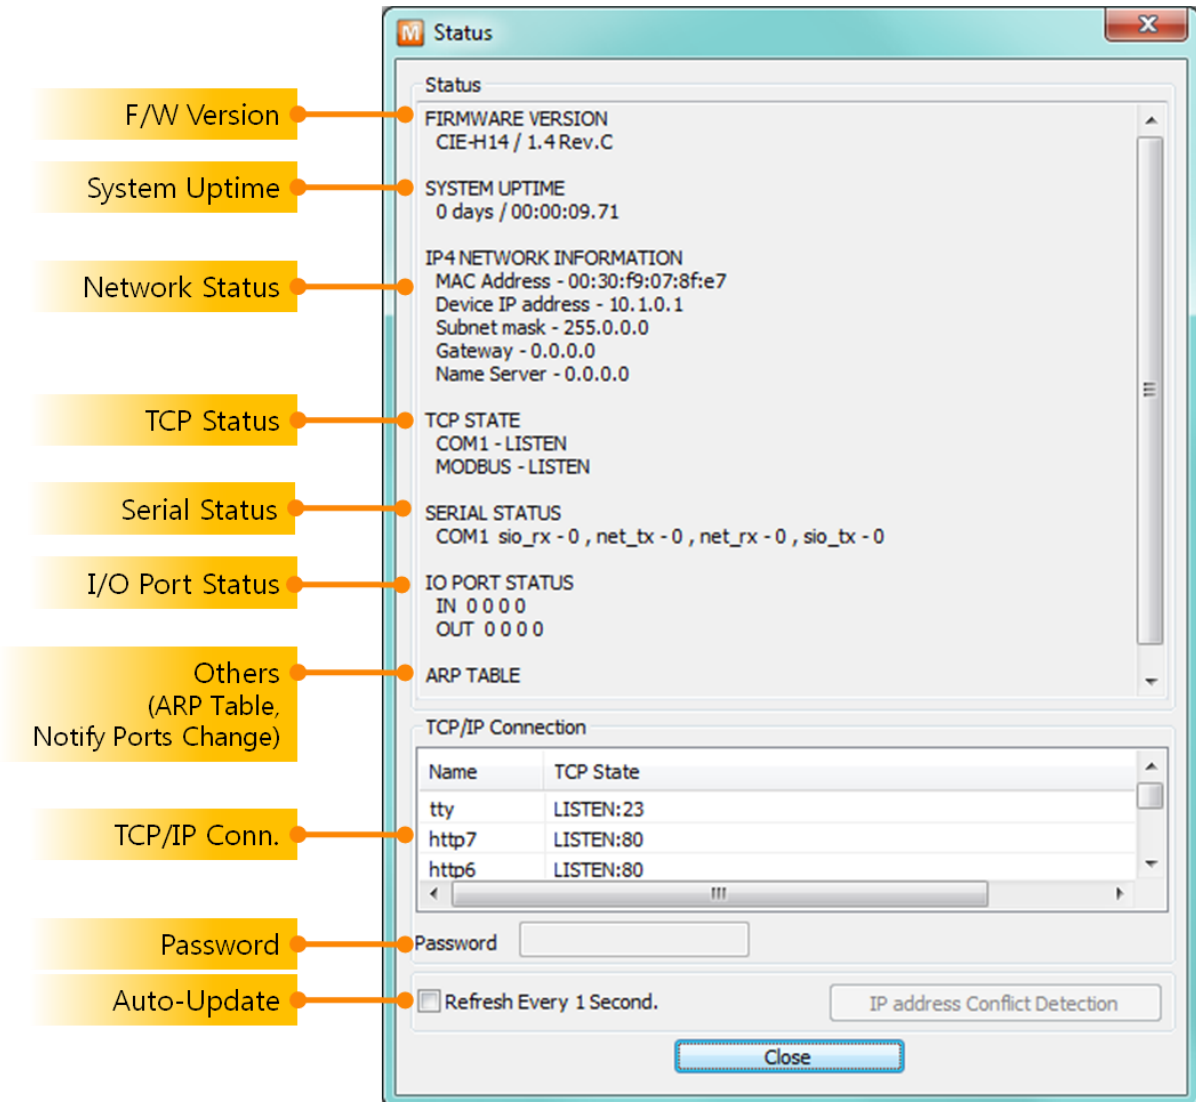 M Status
Status
F/W Version
FIRMWARE VERSION
CIE-H14 / 1.4 Rev.C
System Uptime
SYSTEM UPTIME
0 days / 00:00:09.71
Network Status
IP4 NETWORK INFORMATION
MAC Address - 00:30:f9:07:8f:e7
Device IP address - 10.1.0.1
Subnet mask - 255.0.0.0
Gateway - 0.0.0.0
Name Server - 0.0.0.0
TCP Status
TCP STATE
COM1 - LISTEN
MODBUS - LISTEN
Serial Status
SERIAL STATUS
COM1 sio_rx - 0 , net_tx - 0 , net_rx - 0 , sio_tx - 0
I/O Port Status
IO PORT STATUS
IN 0 0 0 0
OUT 0 0 0 0
Others
(ARP Table,
Notify Ports Change)
ARP TABLE
TCP/IP Connection
Name TCP State
tty LISTEN:23
TCP/IP Conn.
http7 LISTEN:80
http6 LISTEN:80
Password
Password
Auto-Update
Refresh Every 1 Second.
IP address Conflict Detection
Close